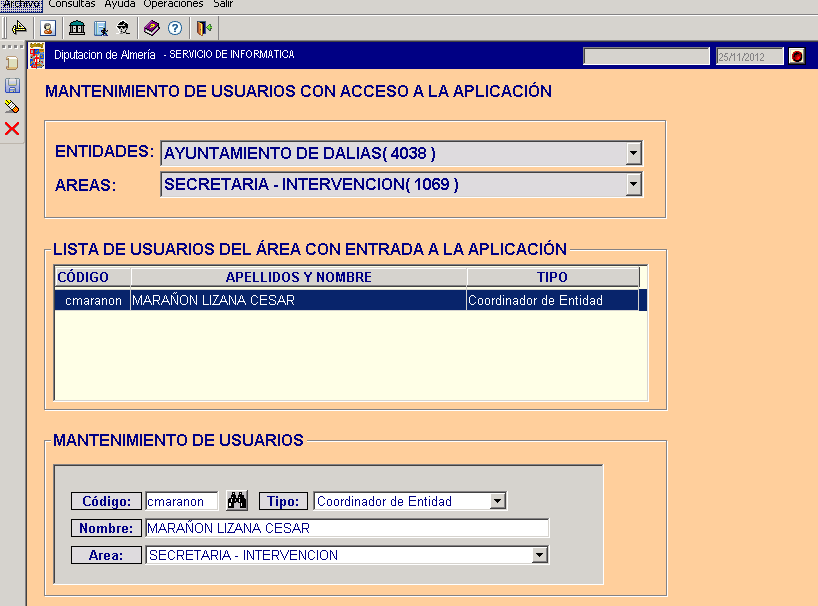 Archivo Consultas Ayuda Operaciones Salir
Diputacion de Almería - SERVICIO DE INFORMATICA
25/11/2012
MANTENIMIENTO DE USUARIOS CON ACCESO A LA APLICACIÓN
ENTIDADES: AYUNTAMIENTO DE DALIAS( 4038 )
AREAS: SECRETARIA - INTERVENCION( 1069 )
LISTA DE USUARIOS DEL ÁREA CON ENTRADA A LA APLICACIÓN
CÓDIGO APELLIDOS Y NOMBRE TIPO
cmaranon MARAÑON LIZANA CESAR Coordinador de Entidad
MANTENIMIENTO DE USUARIOS
Código: cmaranon Tipo: Coordinador de Entidad
Nombre: MARAÑON LIZANA CESAR
Area: SECRETARIA - INTERVENCION